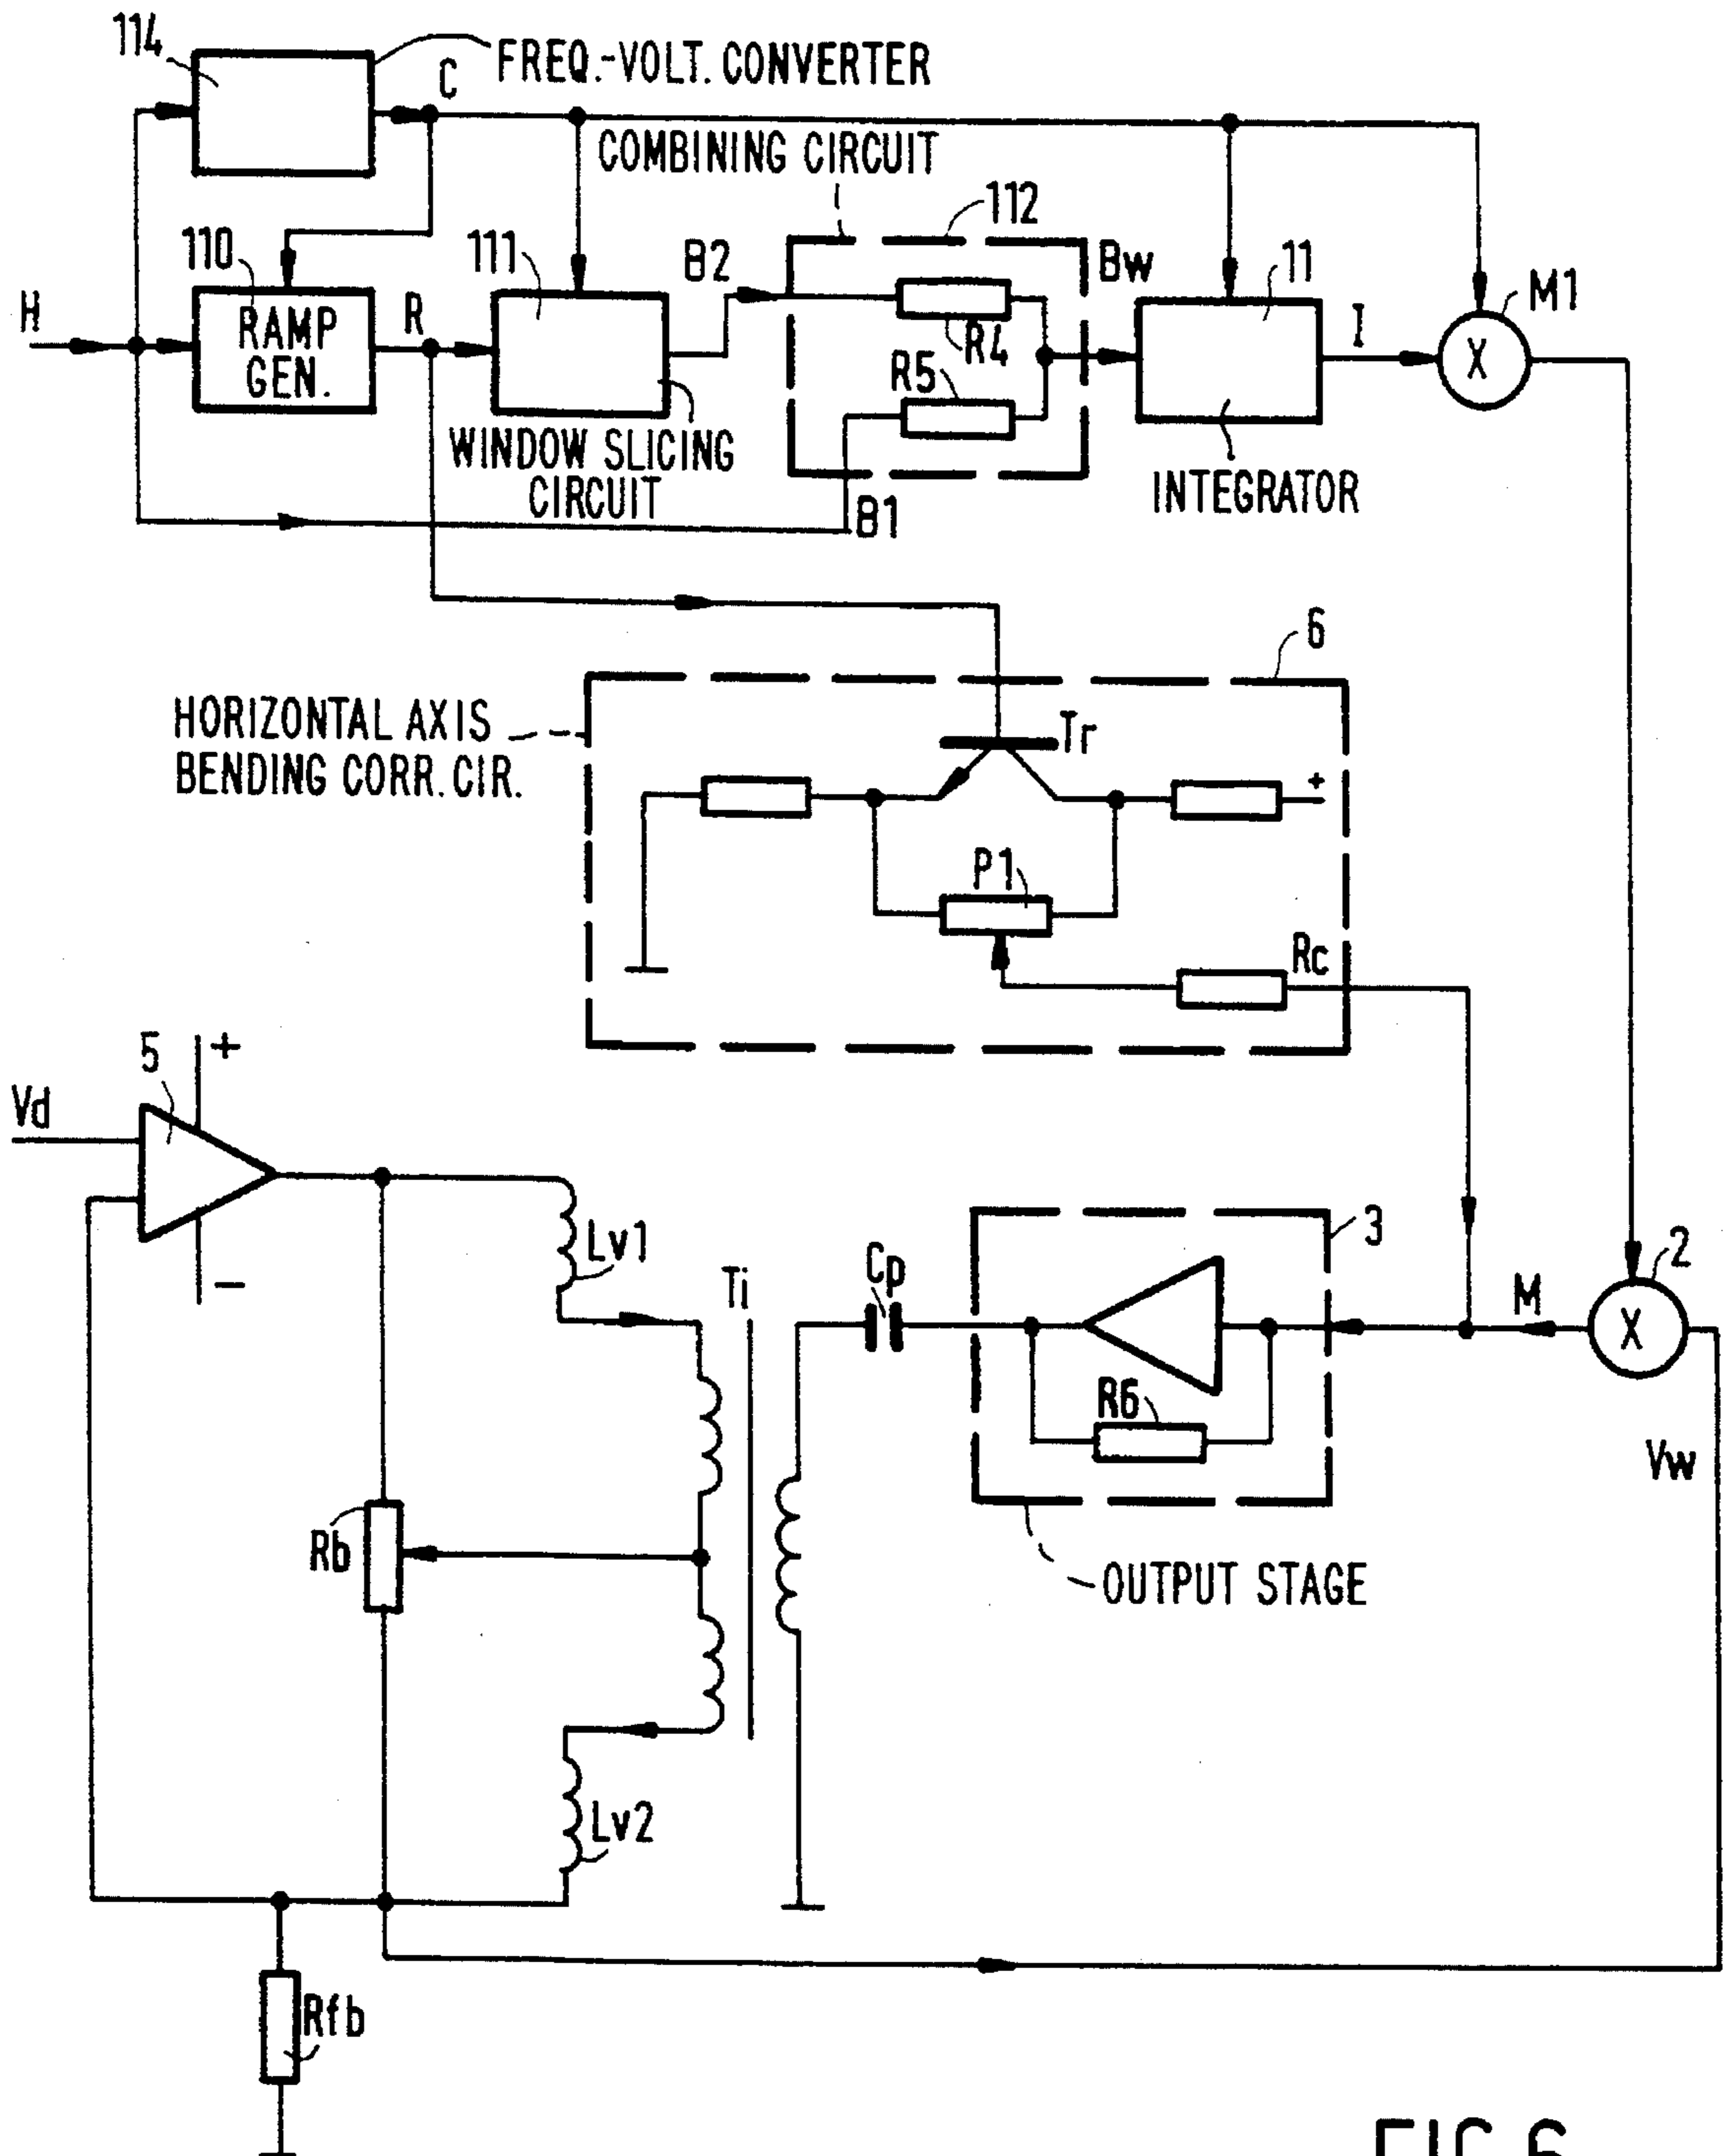 114
FREQ.-VOLT. CONVERTER
C
COMBINING CIRCUIT
112
110
111
B2
Bw
11
M1
H
RAMP
GEN.
R
R4
I
X
R5
WINDOW SLICING
CIRCUIT
INTEGRATOR
B1
6
HORIZONTAL AXIS
BENDING CORR. CIR.
Tr
+
P1
Rc
5
+
Vd
Lv1
3
2
−
Ti
Cp
M
X
R6
Vw
Rb
OUTPUT STAGE
Lv2
Rfb
FIG.6